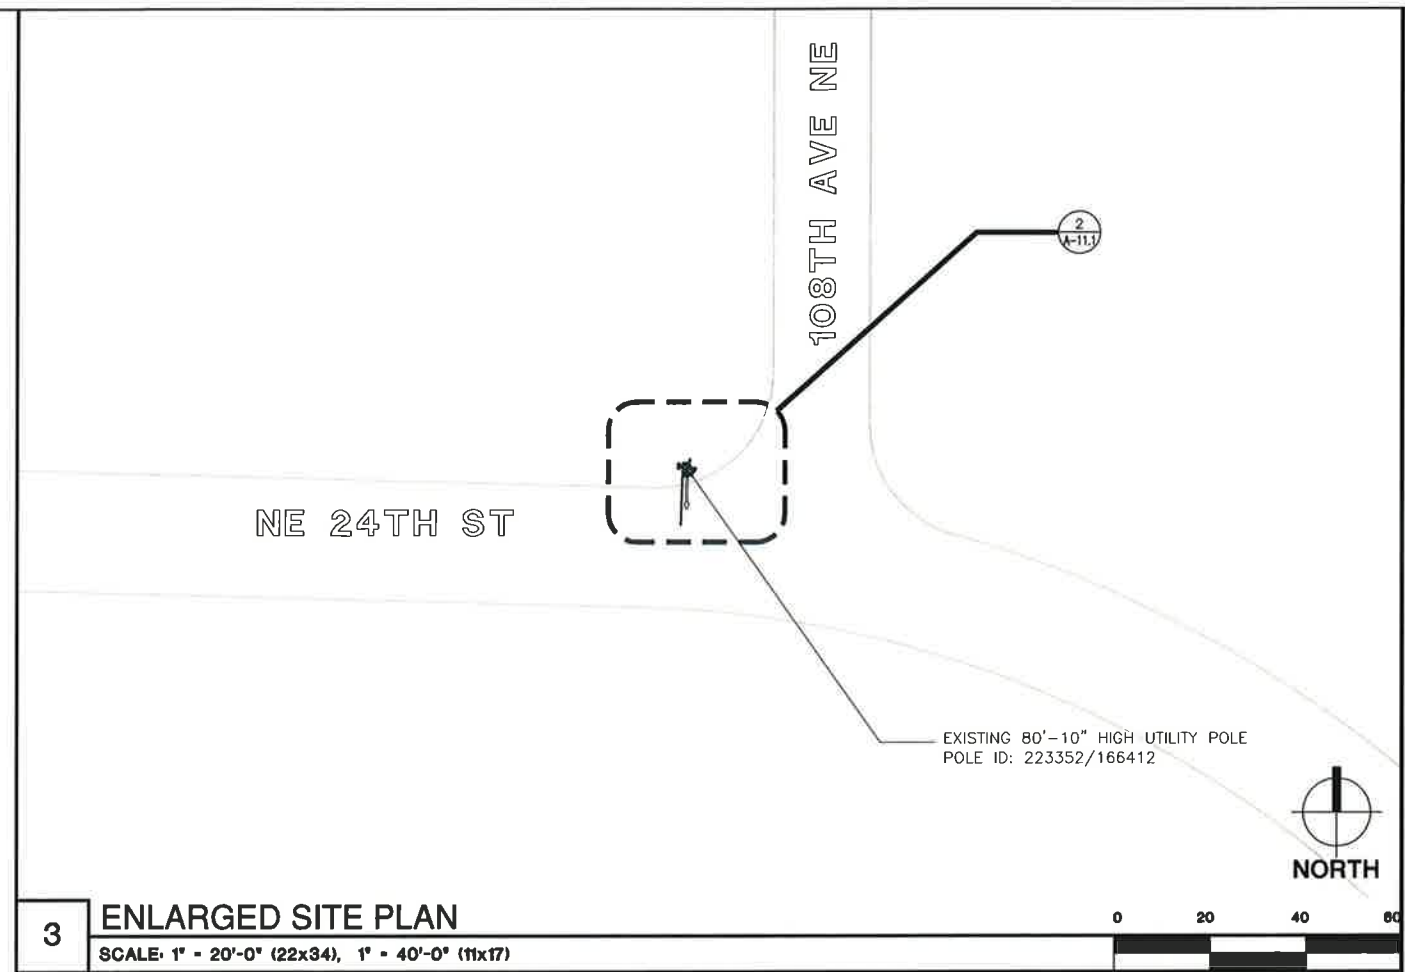 108TH AVE NE
2
A-11.1
NE 24TH ST
EXISTING 80'-10" HIGH UTILITY POLE
POLE ID: 223352/166412
NORTH
3
ENLARGED SITE PLAN
SCALE: 1" = 20'-0" (22x34), 1" = 40'-0" (11x17)
0 20 40 80